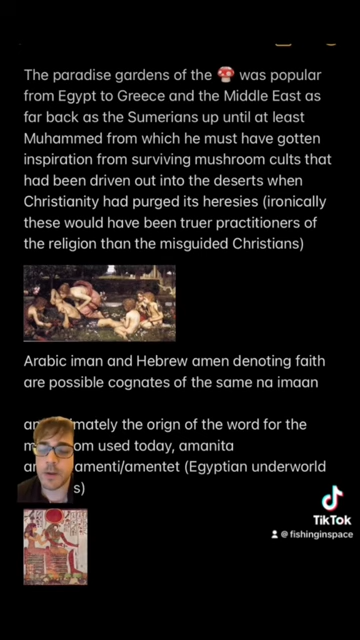 The paradise gardens of the 🍄 was popular
from Egypt to Greece and the Middle East as
far back as the Sumerians up until at least
Muhammed from which he must have gotten
inspiration from surviving mushroom cults that
had been driven out into the deserts when
Christianity had purged its heresies (ironically
these would have been truer practitioners of
the religion than the misguided Christians)
Arabic iman and Hebrew amen denoting faith
are possible cognates of the same na imaan
mately the orign of the word for the
om used today, amanita
amenti/amentet (Egyptian underworld
s)
TikTok
@fishinginspace